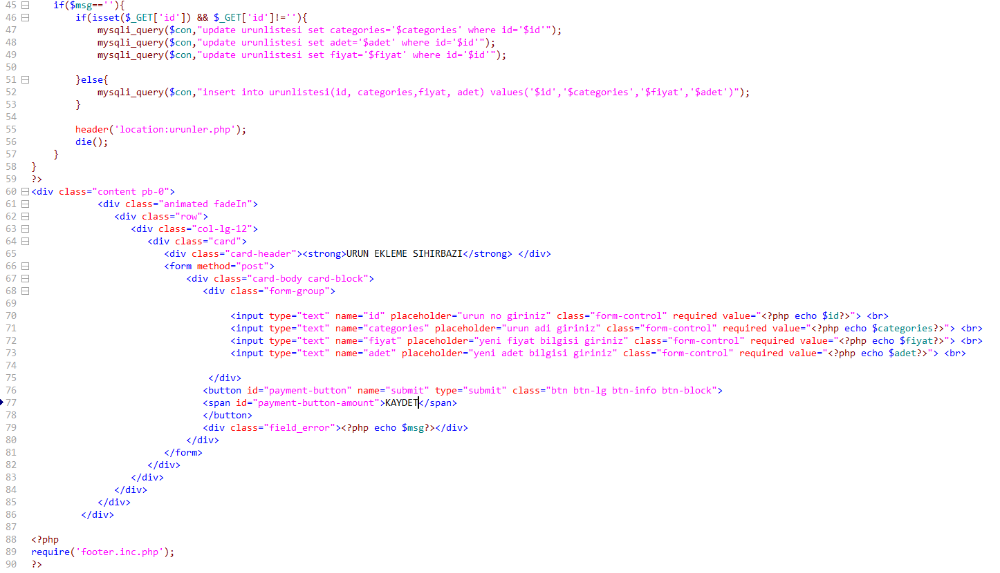 45 if($msg==''){
46 if(isset($_GET['id']) && $_GET['id']!=''){
47 mysqli_query($con,"update urunlistesi set categories='$categories' where id='$id'");
48 mysqli_query($con,"update urunlistesi set adet='$adet' where id='$id'");
49 mysqli_query($con,"update urunlistesi set fiyat='$fiyat' where id='$id'");
50
51 }else{
52 mysqli_query($con,"insert into urunlistesi(id, categories,fiyat, adet) values('$id','$categories','$fiyat','$adet')");
53 }
54
55 header('location:urunler.php');
56 die();
57 }
58 }
59 ?>
60 <div class="content pb-0">
61 <div class="animated fadeIn">
62 <div class="row">
63 <div class="col-lg-12">
64 <div class="card">
65 <div class="card-header"><strong>URUN EKLEME SIHIRBAZI</strong> </div>
66 <form method="post">
67 <div class="card-body card-block">
68 <div class="form-group">
69
70 <input type="text" name="id" placeholder="urun no giriniz" class="form-control" required value="<?php echo $id?>"> <br>
71 <input type="text" name="categories" placeholder="urun adi giriniz" class="form-control" required value="<?php echo $categories?>"> <br>
72 <input type="text" name="fiyat" placeholder="yeni fiyat bilgisi giriniz" class="form-control" required value="<?php echo $fiyat?>"> <br>
73 <input type="text" name="adet" placeholder="yeni adet bilgisi giriniz" class="form-control" required value="<?php echo $adet?>"> <br>
74
75 </div>
76 <button id="payment-button" name="submit" type="submit" class="btn btn-lg btn-info btn-block">
77 <span id="payment-button-amount">KAYDET</span>
78 </button>
79 <div class="field_error"><?php echo $msg?></div>
80 </div>
81 </form>
82 </div>
83 </div>
84 </div>
85 </div>
86 </div>
87
88 <?php
89 require('footer.inc.php');
90 ?>